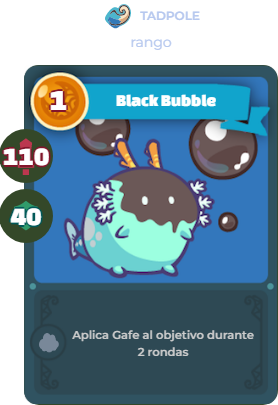 TADPOLE
rango
1
Black Bubble
110
40
Aplica Gafe al objetivo durante
2 rondas